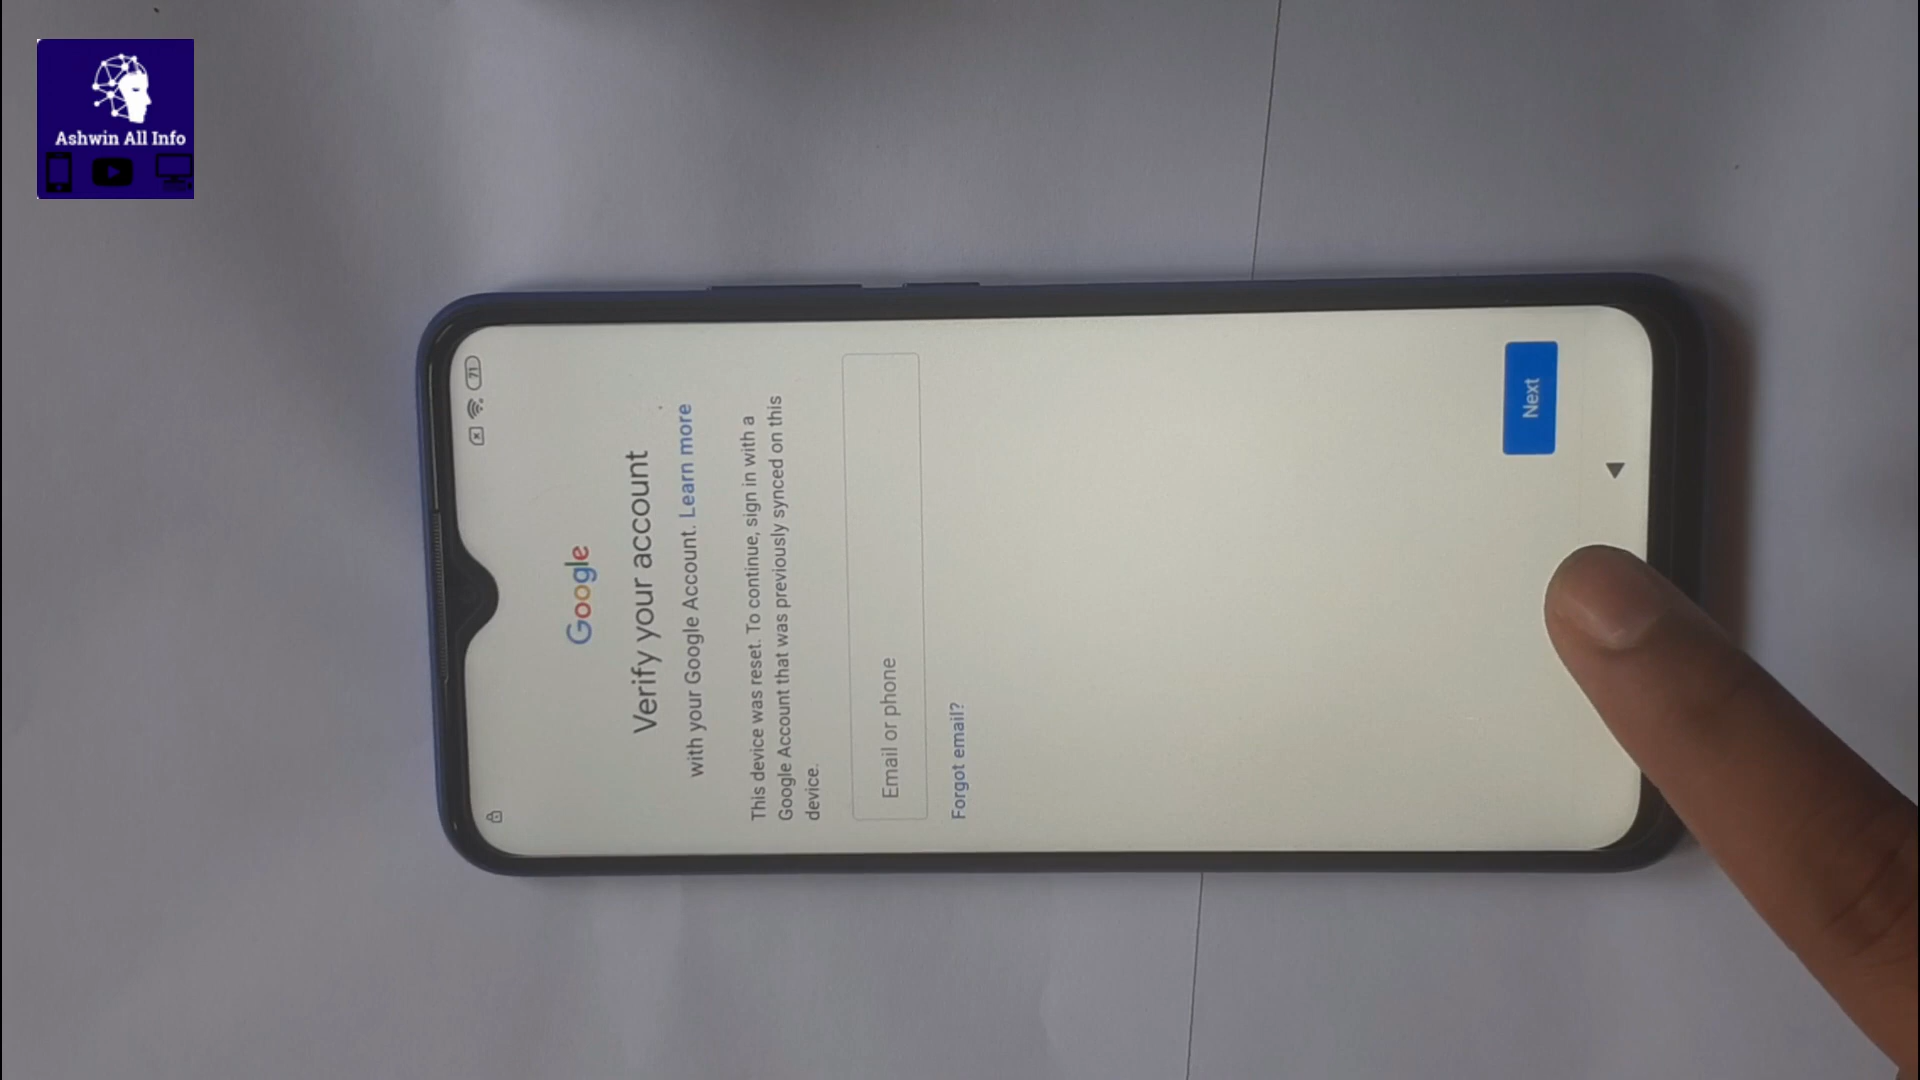 Ashwin All Info
71
Google
Verify your account
with your Google Account. Learn more
This device was reset. To continue, sign in with a
Google Account that was previously synced on this
device.
Email or phone
Forgot email?
Next